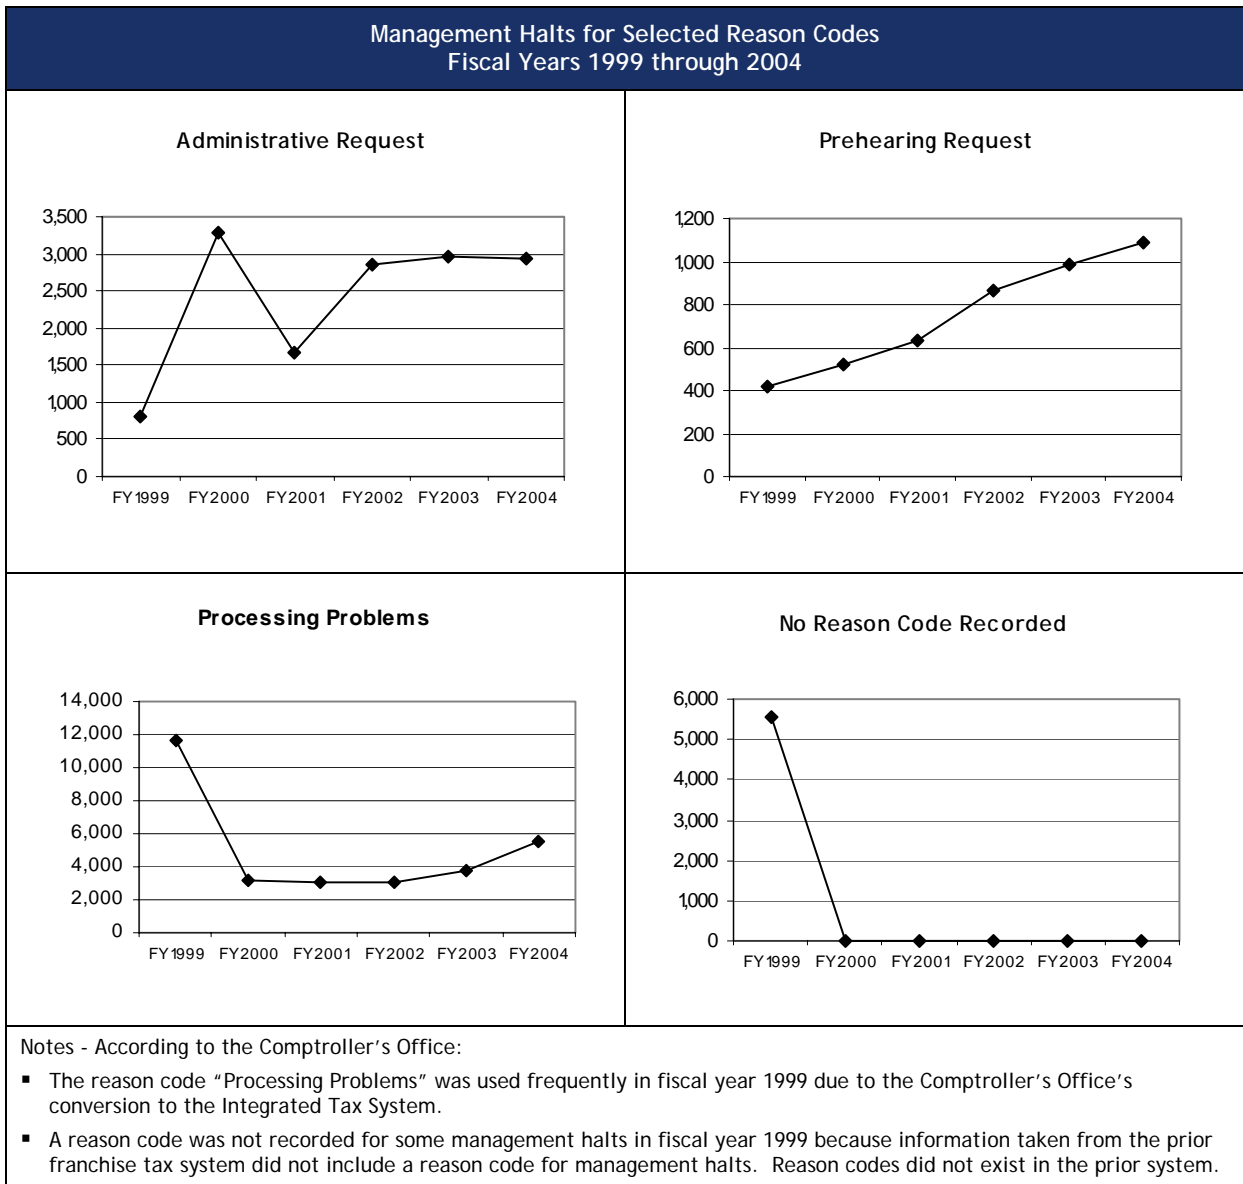 Management Halts for Selected Reason Codes
Fiscal Years 1999 through 2004
Administrative Request
3,500
3,000
2,500
2,000
1,500
1,000
500
0
FY1999 FY2000 FY2001 FY2002 FY2003 FY2004
Prehearing Request
1,200
1,000
800
600
400
200
0
FY1999 FY2000 FY2001 FY2002 FY2003 FY2004
Processing Problems
14,000
12,000
10,000
8,000
6,000
4,000
2,000
0
FY1999 FY2000 FY2001 FY2002 FY2003 FY2004
No Reason Code Recorded
6,000
5,000
4,000
3,000
2,000
1,000
0
FY1999 FY2000 FY2001 FY2002 FY2003 FY2004
Notes - According to the Comptroller’s Office:
▪ The reason code “Processing Problems” was used frequently in fiscal year 1999 due to the Comptroller’s Office’s
conversion to the Integrated Tax System.
▪ A reason code was not recorded for some management halts in fiscal year 1999 because information taken from the prior
franchise tax system did not include a reason code for management halts. Reason codes did not exist in the prior system.